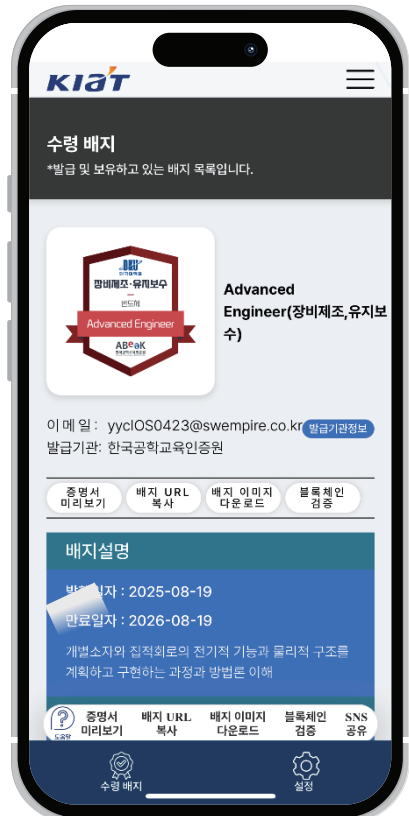 KIAT
수령 배지
*발급 및 보유하고 있는 배지 목록입니다.
DEU
장비제조·유지보수
반도체
Advanced Engineer
ABeeK
Advanced
Engineer(장비제조,유지보
수)
이 메 일 : yyclOS0423@swempire.co.kr
발급기관정보
발급기관: 한국공학교육인증원
증명서
미리보기
배지 URL
복사
배지 이미지
다운로드
블록체인
검증
배지설명
일자 : 2025-08-19
만료일자 : 2026-08-19
개별소자와 집적회로의 전기적 기능과 물리적 구조를
계획하고 구현하는 과정과 방법론 이해
?
도움말
증명서
미리보기
배지 URL
복사
배지 이미지
다운로드
블록체인
검증
SNS
공유
수령 배지
설정